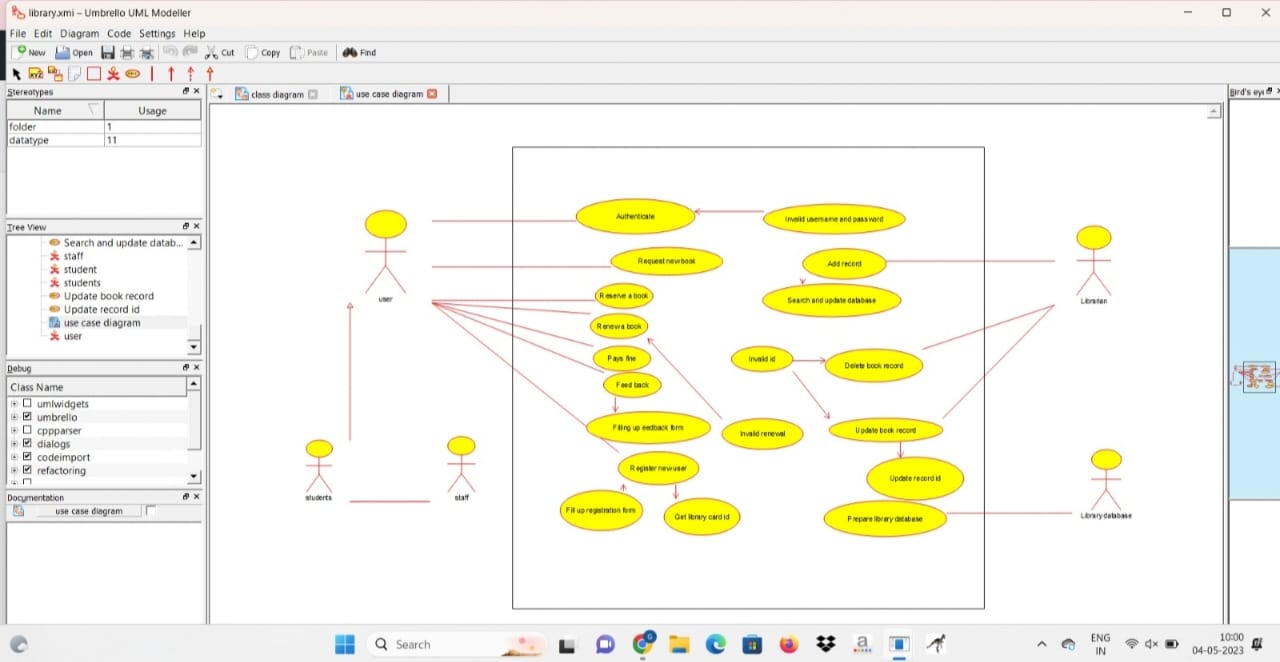 library.xmi – Umbrello UML Modeller
File Edit Diagram Code Settings Help
New Open Cut Copy Paste Find
Stereotypes
Name Usage
folder 1
datatype 11
Tree View
Search and update datab...
staff
student
students
Update book record
Update record id
use case diagram
user
Debug
Class Name
umlwidgets
umbrello
cppparser
dialogs
codeimport
refactoring
Documentation
use case diagram
class diagram use case diagram
Bird's eye
Authenticate
Invalid username and password
Request new book
Add record
Reserve a book
Search and update database
Renew a book
Pays fine
Invalid id
Delete book record
Feed back
Filling up eedback form
Invalid renewal
Update book record
Register new user
Update record id
Fill up registration form
Get library card id
Prepare library database
user
Librarian
students
staff
Library database
Search
ENG
IN
10:00
04-05-2023